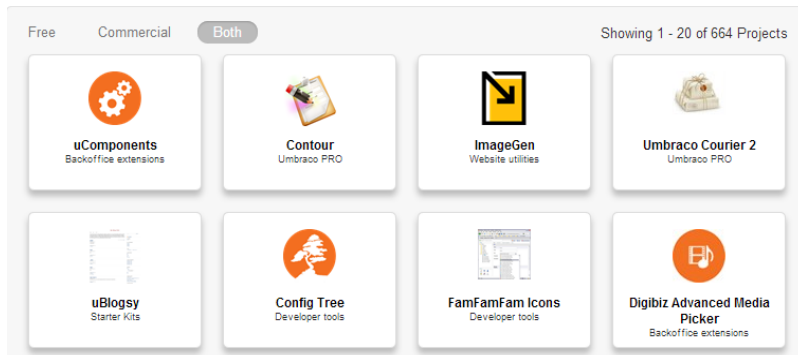 Free Commercial Both Showing 1 - 20 of 664 Projects
uComponents
Backoffice extensions
Contour
Umbraco PRO
ImageGen
Website utilities
Umbraco Courier 2
Umbraco PRO
uBlogsy
Starter Kits
Config Tree
Developer tools
FamFamFam Icons
Developer tools
Digibiz Advanced Media
Picker
Backoffice extensions